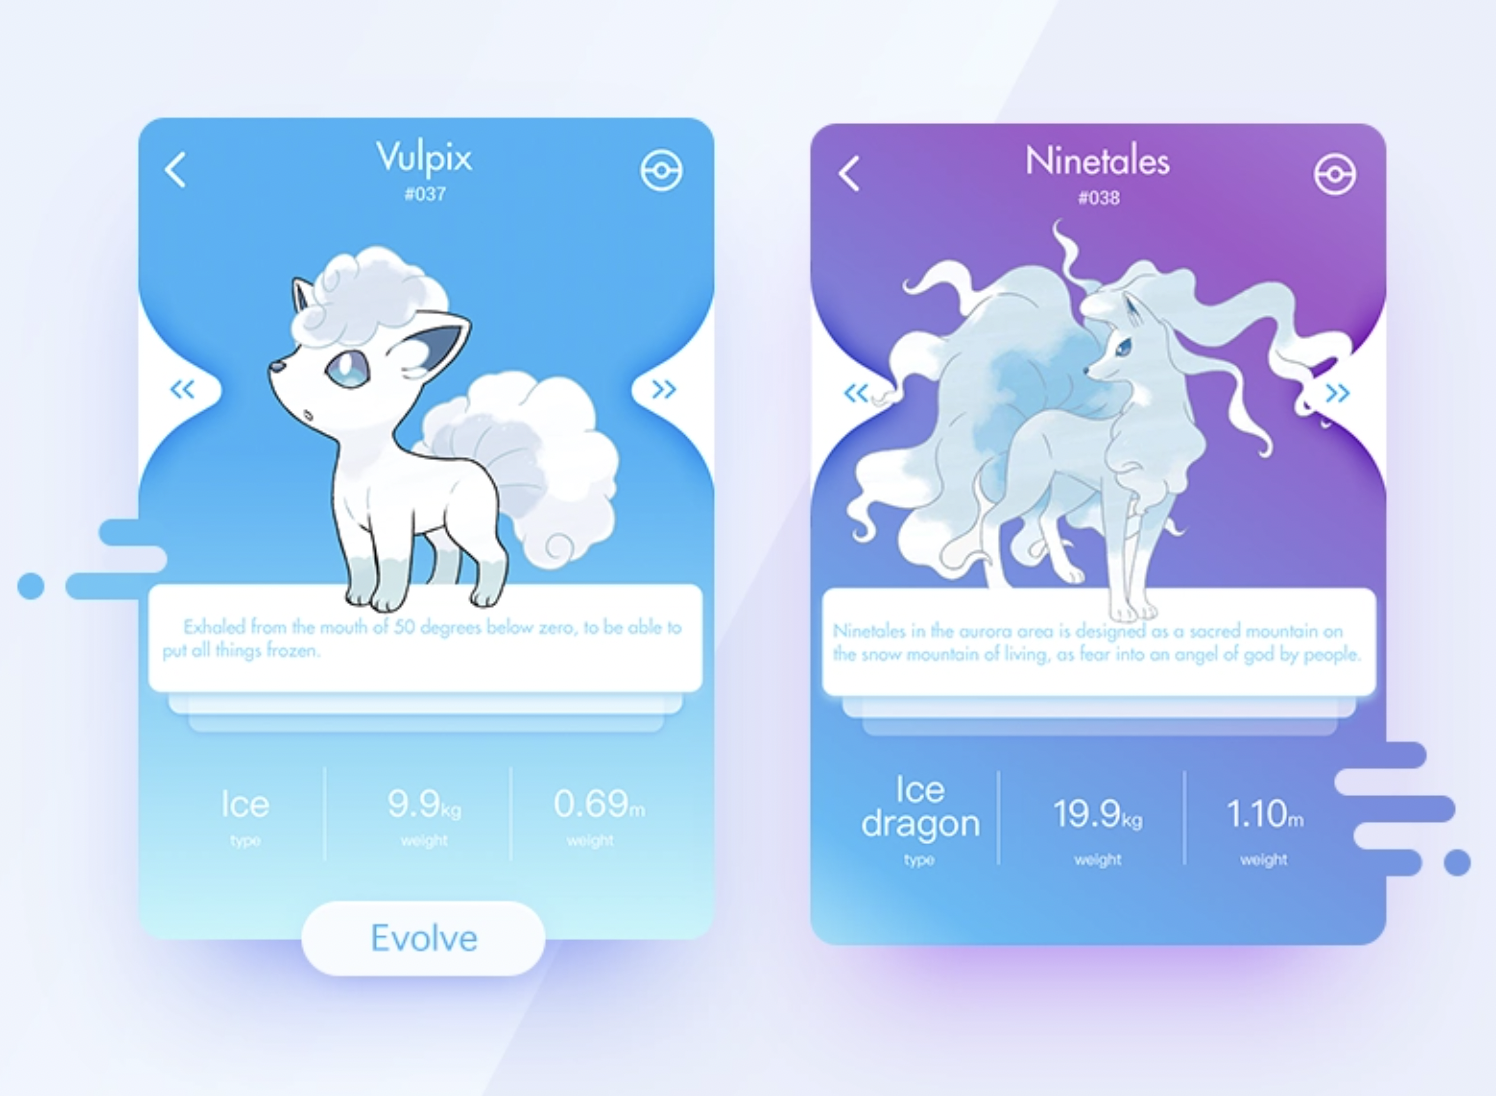 Vulpix
#037
Exhaled from the mouth of 50 degrees below zero, to be able to
put all things frozen.
Ice
type
9.9kg
weight
0.69m
weight
Evolve
Ninetales
#038
Ninetales in the aurora area is designed as a sacred mountain on
the snow mountain of living, as fear into an angel of god by people.
Ice
dragon
type
19.9kg
weight
1.10m
weight